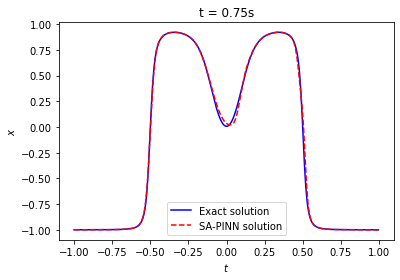 t = 0.75s
1.00
0.75
0.50
0.25
0.00
−0.25
−0.50
−0.75
−1.00
x
−1.00 −0.75 −0.50 −0.25 0.00 0.25 0.50 0.75 1.00
t
Exact solution
SA-PINN solution